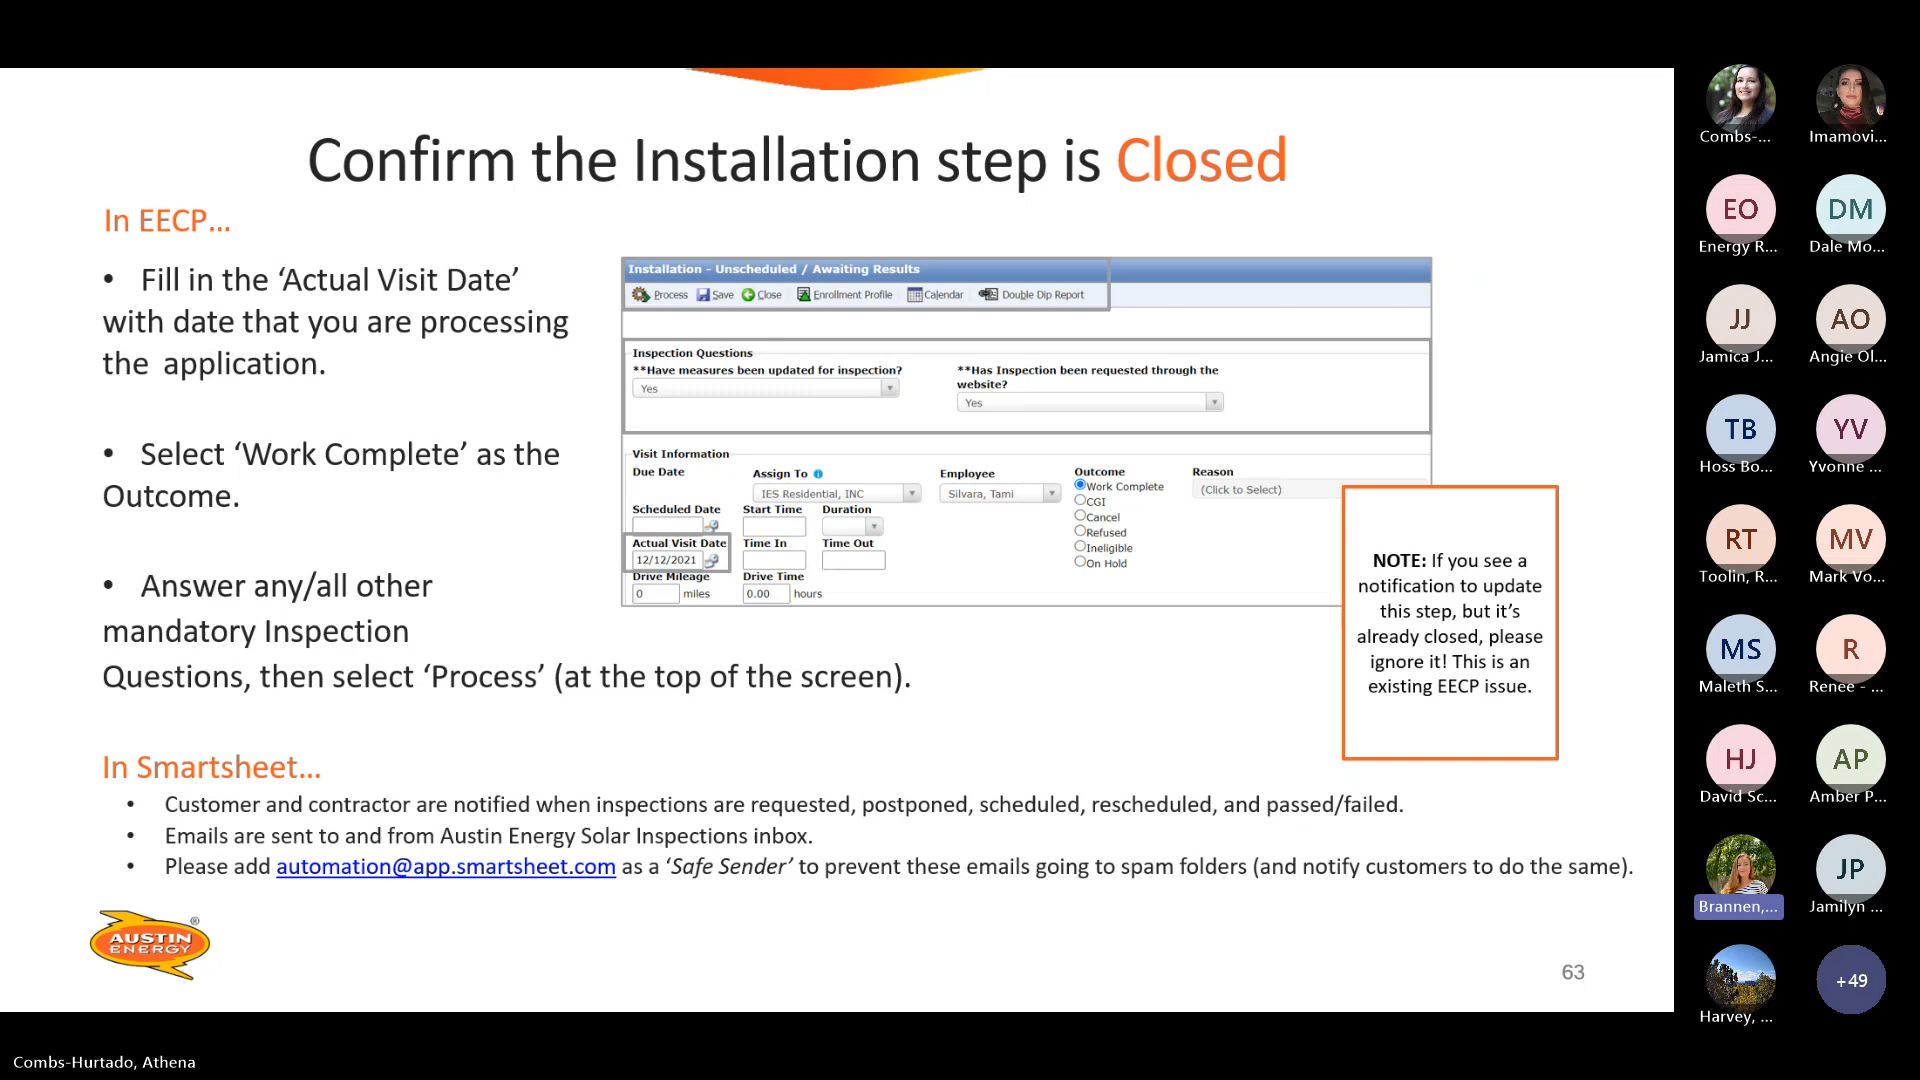 Confirm the Installation step is Closed
In EECP...
• Fill in the ‘Actual Visit Date’
with date that you are processing
the application.
• Select ‘Work Complete’ as the
Outcome.
• Answer any/all other
mandatory Inspection
Questions, then select ‘Process’ (at the top of the screen).
Installation - Unscheduled / Awaiting Results
Process Save Close Enrollment Profile Calendar Double Dip Report
Inspection Questions
**Have measures been updated for inspection?
Yes
**Has Inspection been requested through the
website?
Yes
Visit Information
Due Date Assign To Employee Outcome Reason
IES Residential, INC Silvara, Tami Work Complete (Click to Select)
CGI
Scheduled Date Start Time Duration Cancel
Refused
Actual Visit Date Time In Time Out Ineligible
12/12/2021 On Hold
Drive Mileage Drive Time
0 miles 0.00 hours
NOTE: If you see a
notification to update
this step, but it’s
already closed, please
ignore it! This is an
existing EECP issue.
In Smartsheet...
• Customer and contractor are notified when inspections are requested, postponed, scheduled, rescheduled, and passed/failed.
• Emails are sent to and from Austin Energy Solar Inspections inbox.
• Please add automation@app.smartsheet.com as a ‘Safe Sender’ to prevent these emails going to spam folders (and notify customers to do the same).
AUSTIN
ENERGY
®
63
Combs-... Imamovi...
EO DM
Energy R... Dale Mo...
JJ AO
Jamica J... Angie Ol...
TB YV
Hoss Bo... Yvonne ...
RT MV
Toolin, R... Mark Vo...
MS R
Maleth S... Renee - ...
HJ AP
David Sc... Amber P...
JP
Brannen,... Jamilyn ...
+49
Harvey, ...
Combs-Hurtado, Athena